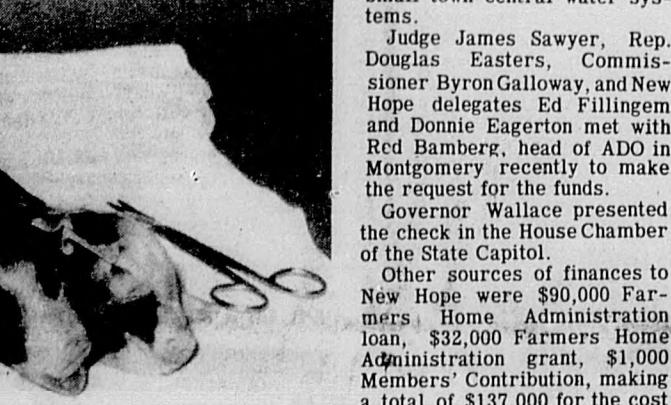 small town central water sys-
tems.
Judge James Sawyer, Rep.
Douglas Easters, Commis-
sioner Byron Galloway, and New
Hope delegates Ed Fillingem
and Donnie Eagerton met with
Red Bamberg, head of ADO in
Montgomery recently to make
the request for the funds.
Governor Wallace presented
the check in the House Chamber
of the State Capitol.
Other sources of finances to
New Hope were $90,000 Far-
mers Home Administration
loan, $32,000 Farmers Home
Administration grant, $1,000
Members' Contribution, making
a total of $137,000 for the cost